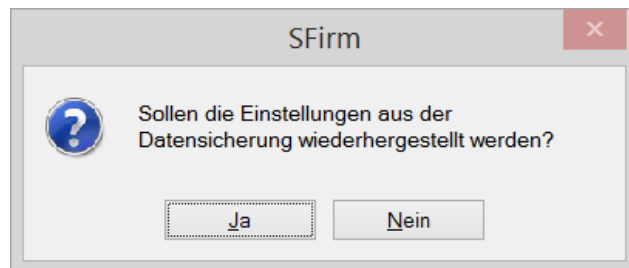 SFirm
Sollen die Einstellungen aus der
Datensicherung wiederhergestellt werden?
Ja
Nein